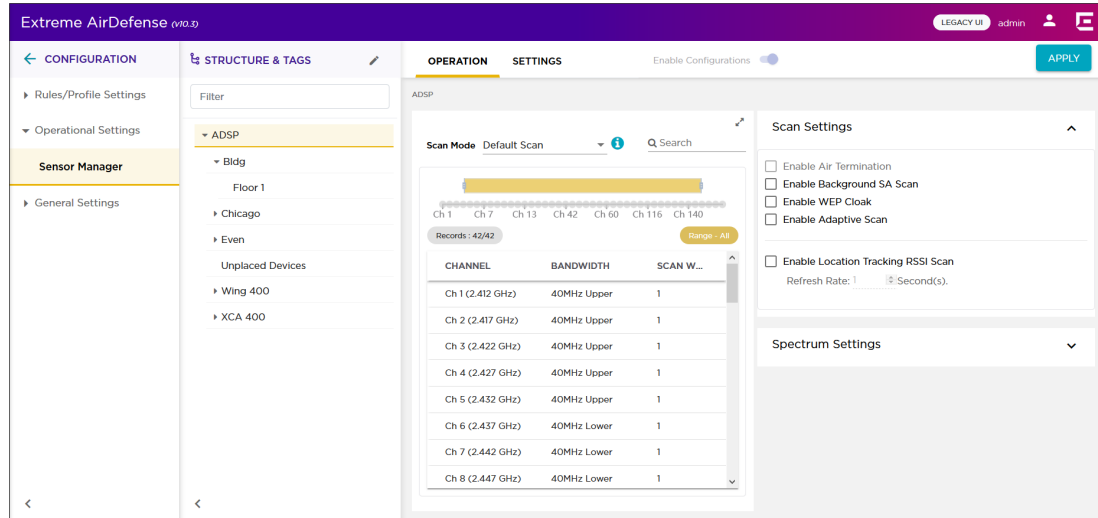 Extreme AirDefense (v10.3)
LEGACY UI admin
CONFIGURATION
Rules/Profile Settings
Operational Settings
Sensor Manager
General Settings
STRUCTURE & TAGS
Filter
ADSP
Bldg
Floor 1
Chicago
Even
Unplaced Devices
Wing 400
XCA 400
OPERATION SETTINGS Enable Configurations APPLY
ADSP
Scan Mode Default Scan Search
Ch 1 Ch 7 Ch 13 Ch 42 Ch 60 Ch 116 Ch 140
Records : 42/42 Range - All
CHANNEL BANDWIDTH SCAN W...
Ch 1 (2.412 GHz) 40MHz Upper 1
Ch 2 (2.417 GHz) 40MHz Upper 1
Ch 3 (2.422 GHz) 40MHz Upper 1
Ch 4 (2.427 GHz) 40MHz Upper 1
Ch 5 (2.432 GHz) 40MHz Upper 1
Ch 6 (2.437 GHz) 40MHz Lower 1
Ch 7 (2.442 GHz) 40MHz Lower 1
Ch 8 (2.447 GHz) 40MHz Lower 1
Scan Settings
Enable Air Termination
Enable Background SA Scan
Enable WEP Cloak
Enable Adaptive Scan
Enable Location Tracking RSSI Scan
Refresh Rate: 1 Second(s).
Spectrum Settings